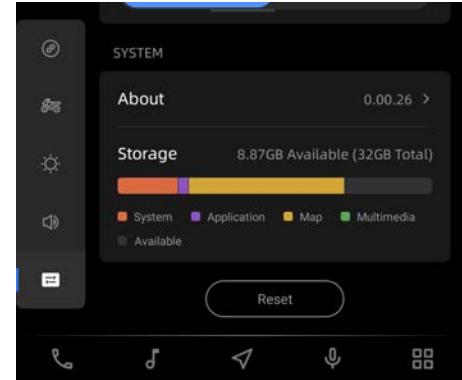 SYSTEM
About 0.00.26 >
Storage 8.87GB Available (32GB Total)
System Application Map Multimedia
Available
Reset